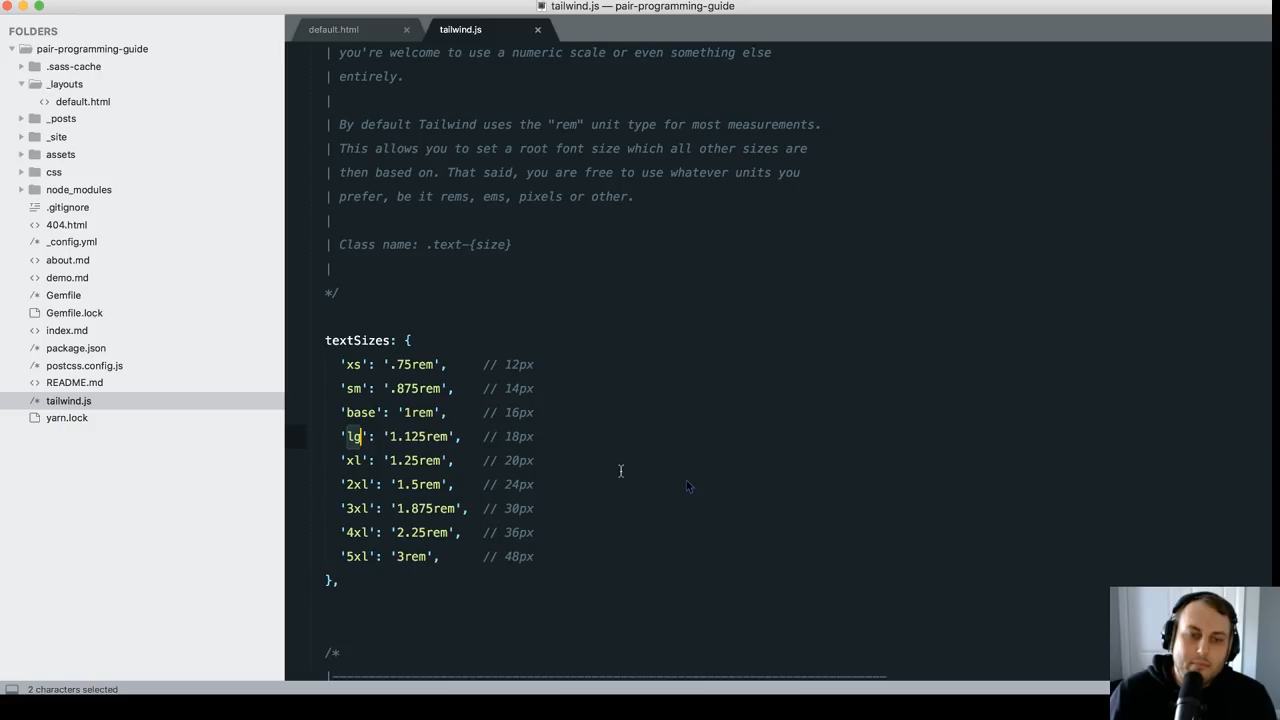 tailwind.js — pair-programming-guide
FOLDERS
pair-programming-guide
.sass-cache
_layouts
<> default.html
_posts
_site
assets
css
node_modules
.gitignore
<> 404.html
/* _config.yml
<> about.md
<> demo.md
/* Gemfile
Gemfile.lock
<> index.md
/* package.json
/* postcss.config.js
<> README.md
/* tailwind.js
yarn.lock
default.html ×
tailwind.js ×
| you're welcome to use a numeric scale or even something else
| entirely.
|
| By default Tailwind uses the "rem" unit type for most measurements.
| This allows you to set a root font size which all other sizes are
| then based on. That said, you are free to use whatever units you
| prefer, be it rems, ems, pixels or other.
|
| Class name: .text-{size}
|
*/
textSizes: {
'xs': '.75rem', // 12px
'sm': '.875rem', // 14px
'base': '1rem', // 16px
'lg': '1.125rem', // 18px
'xl': '1.25rem', // 20px
'2xl': '1.5rem', // 24px
'3xl': '1.875rem', // 30px
'4xl': '2.25rem', // 36px
'5xl': '3rem', // 48px
},
/*
2 characters selected